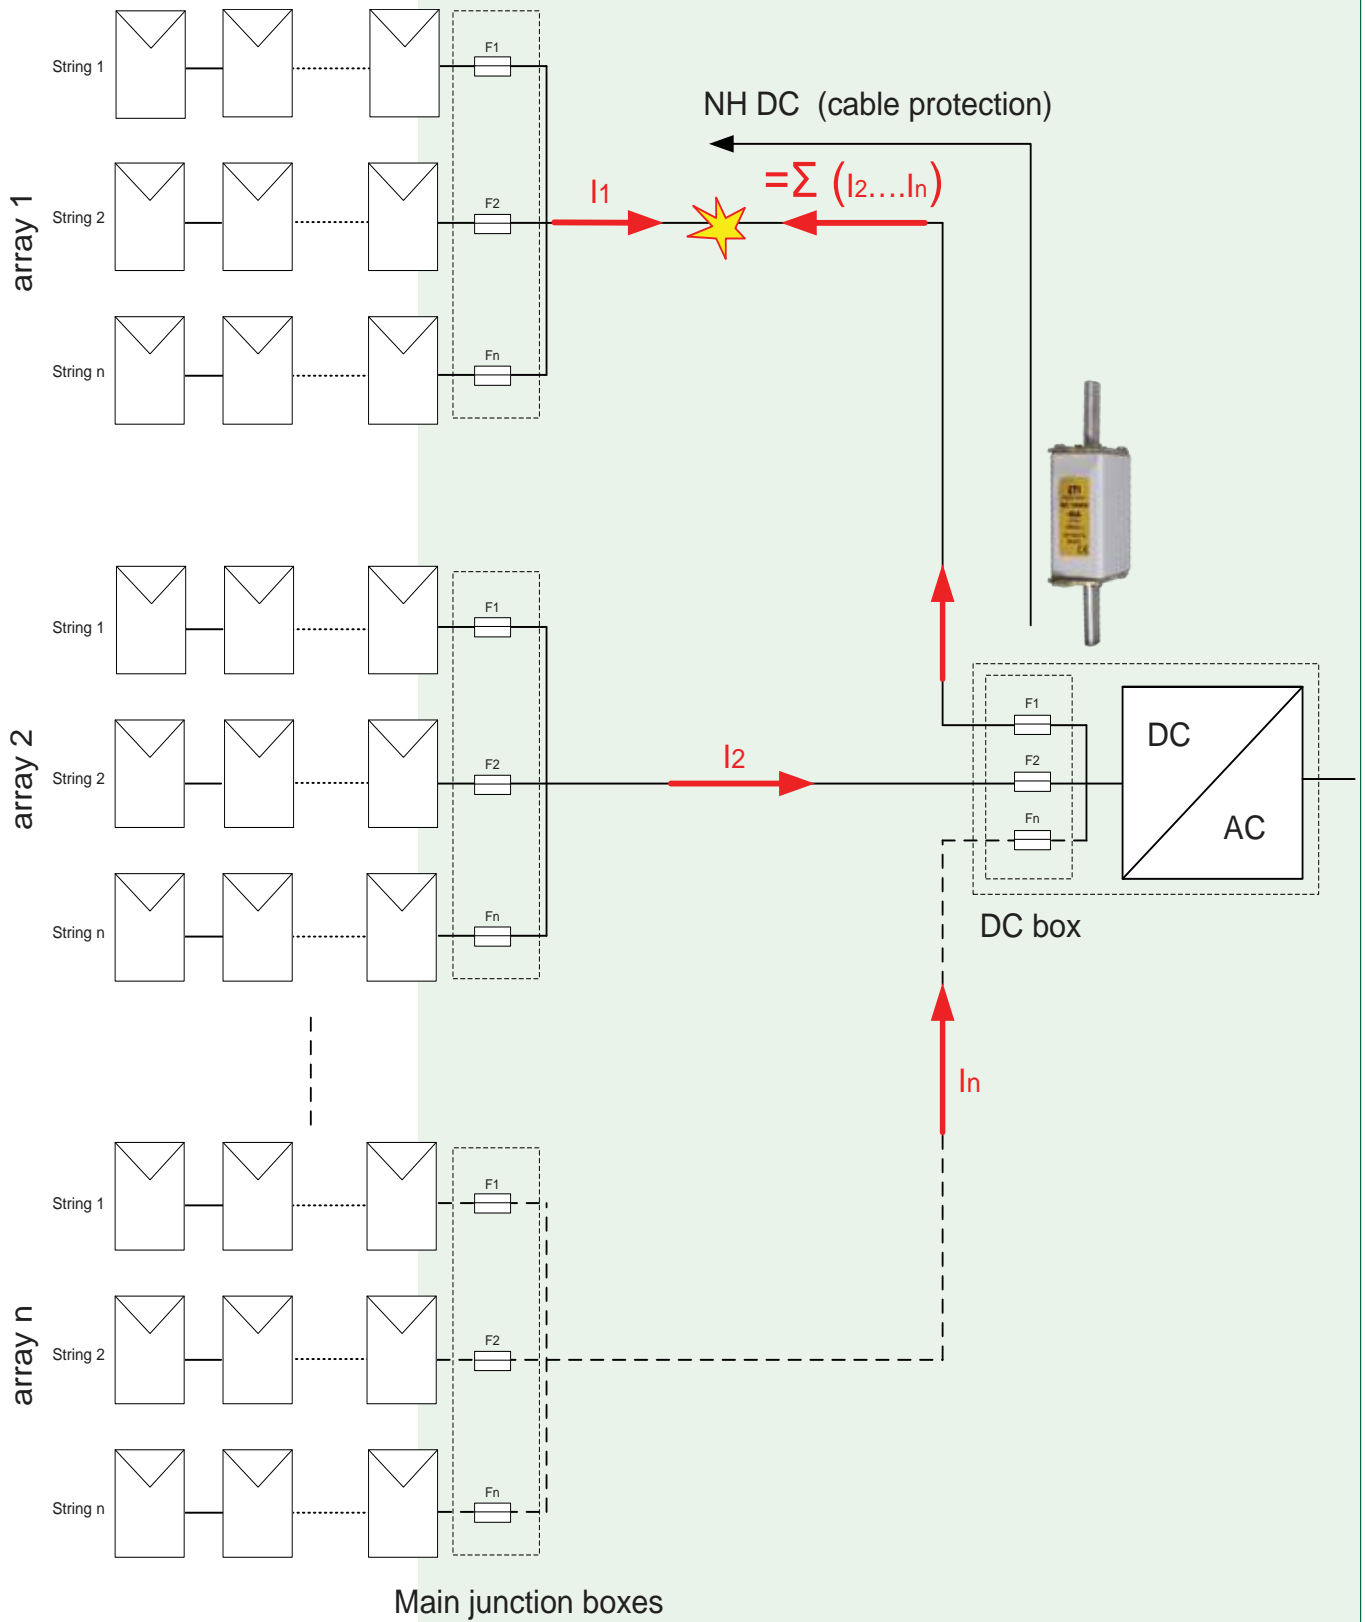 array 1
String 1
F1
String 2
F2
String n
Fn
NH DC (cable protection)
I1
=Σ (I2....In)
ETI
array 2
String 1
F1
String 2
F2
String n
Fn
I2
F1
F2
Fn
DC
AC
DC box
In
array n
String 1
F1
String 2
F2
String n
Fn
Main junction boxes